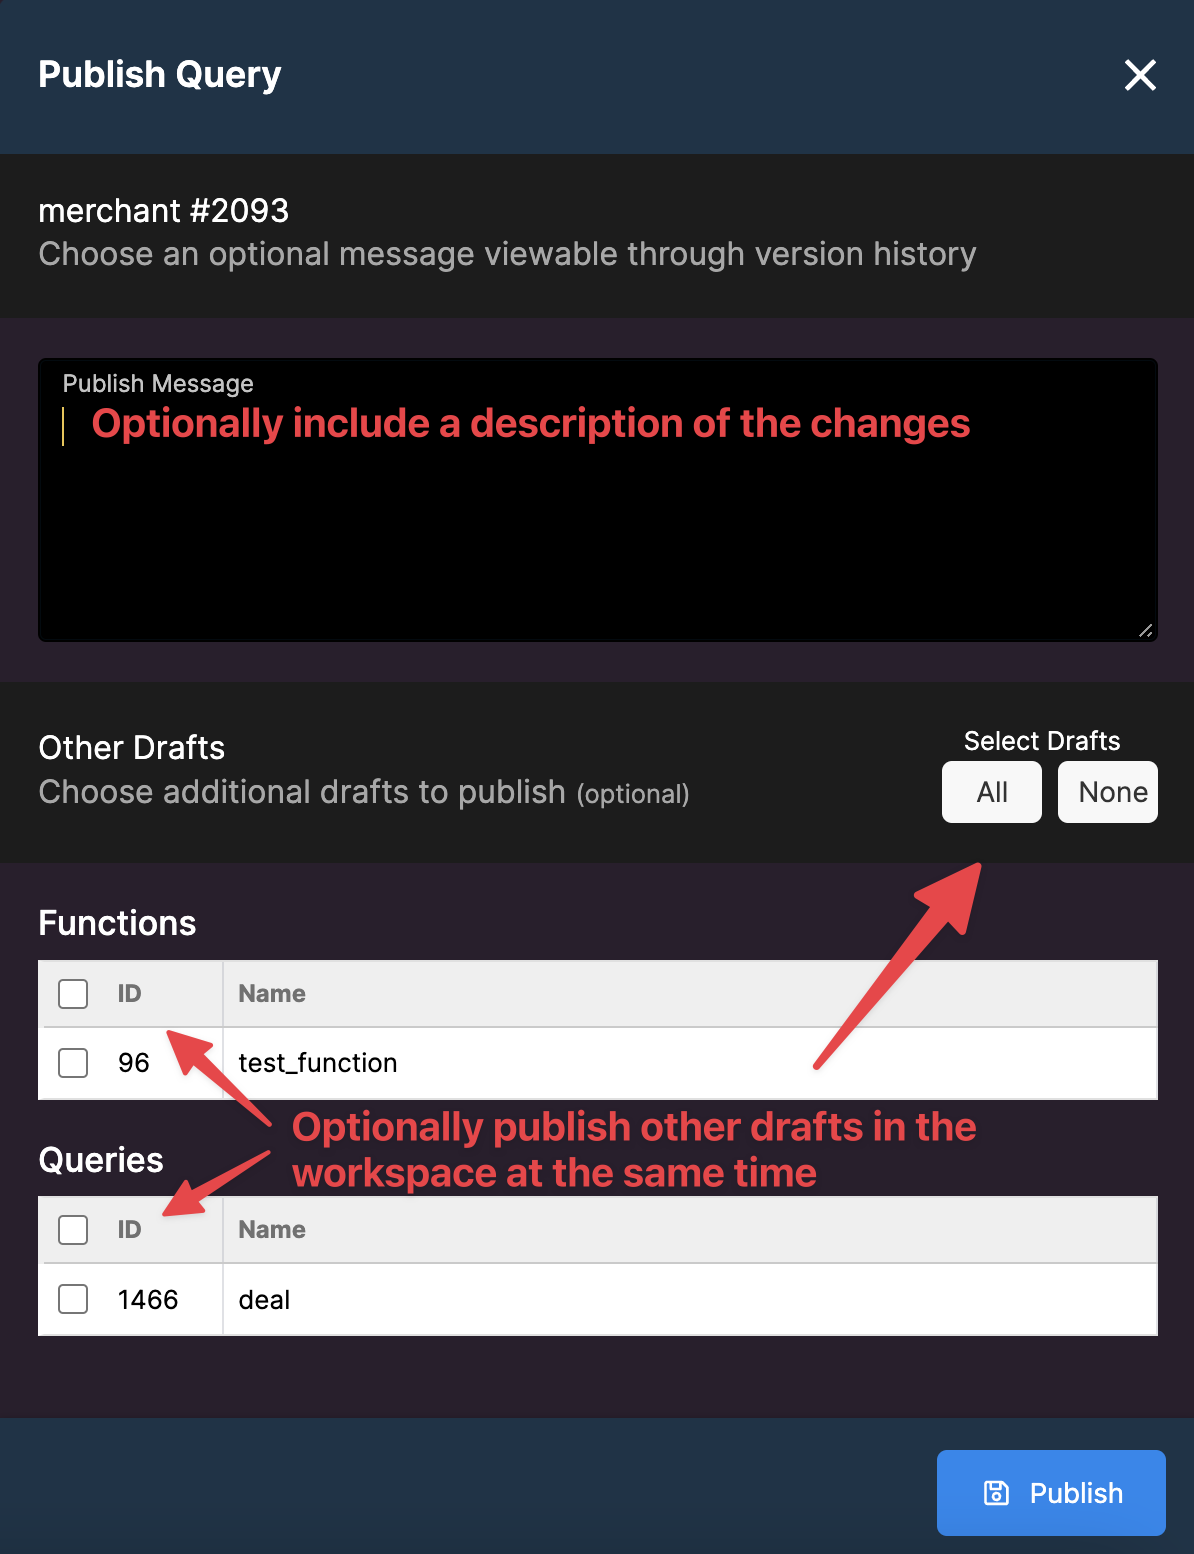 Publish Query
merchant #2093
Choose an optional message viewable through version history
Publish Message
Optionally include a description of the changes
Other Drafts
Choose additional drafts to publish (optional)
Select Drafts
All None
Functions
ID Name
96 test_function
Optionally publish other drafts in the
workspace at the same time
Queries
ID Name
1466 deal
Publish